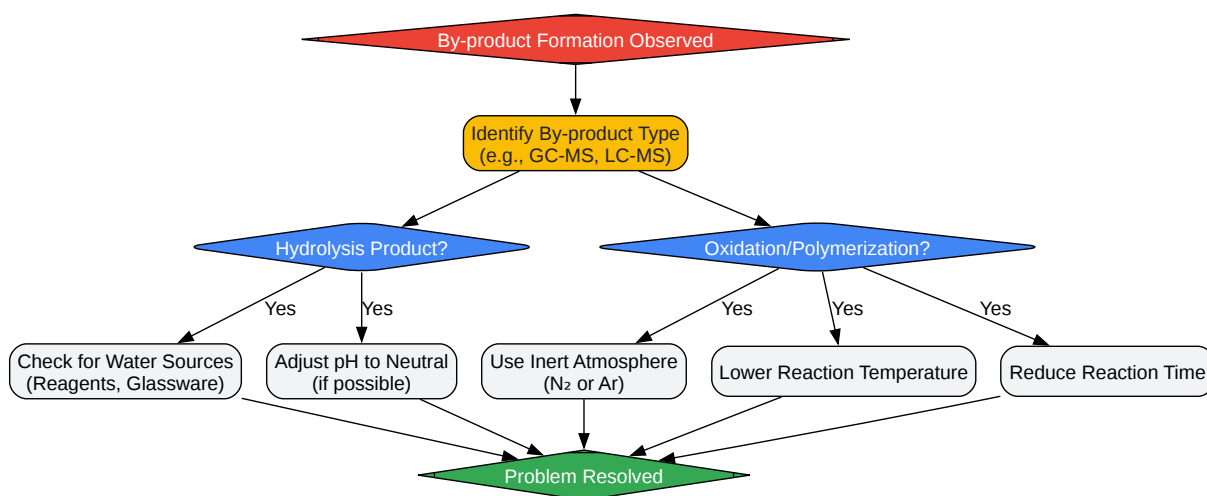 By-product Formation Observed
Identify By-product Type
(e.g., GC-MS, LC-MS)
Hydrolysis Product?
Oxidation/Polymerization?
Yes
Yes
Yes
Yes
Yes
Check for Water Sources
(Reagents, Glassware)
Adjust pH to Neutral
(if possible)
Use Inert Atmosphere
(N₂ or Ar)
Lower Reaction Temperature
Reduce Reaction Time
Problem Resolved